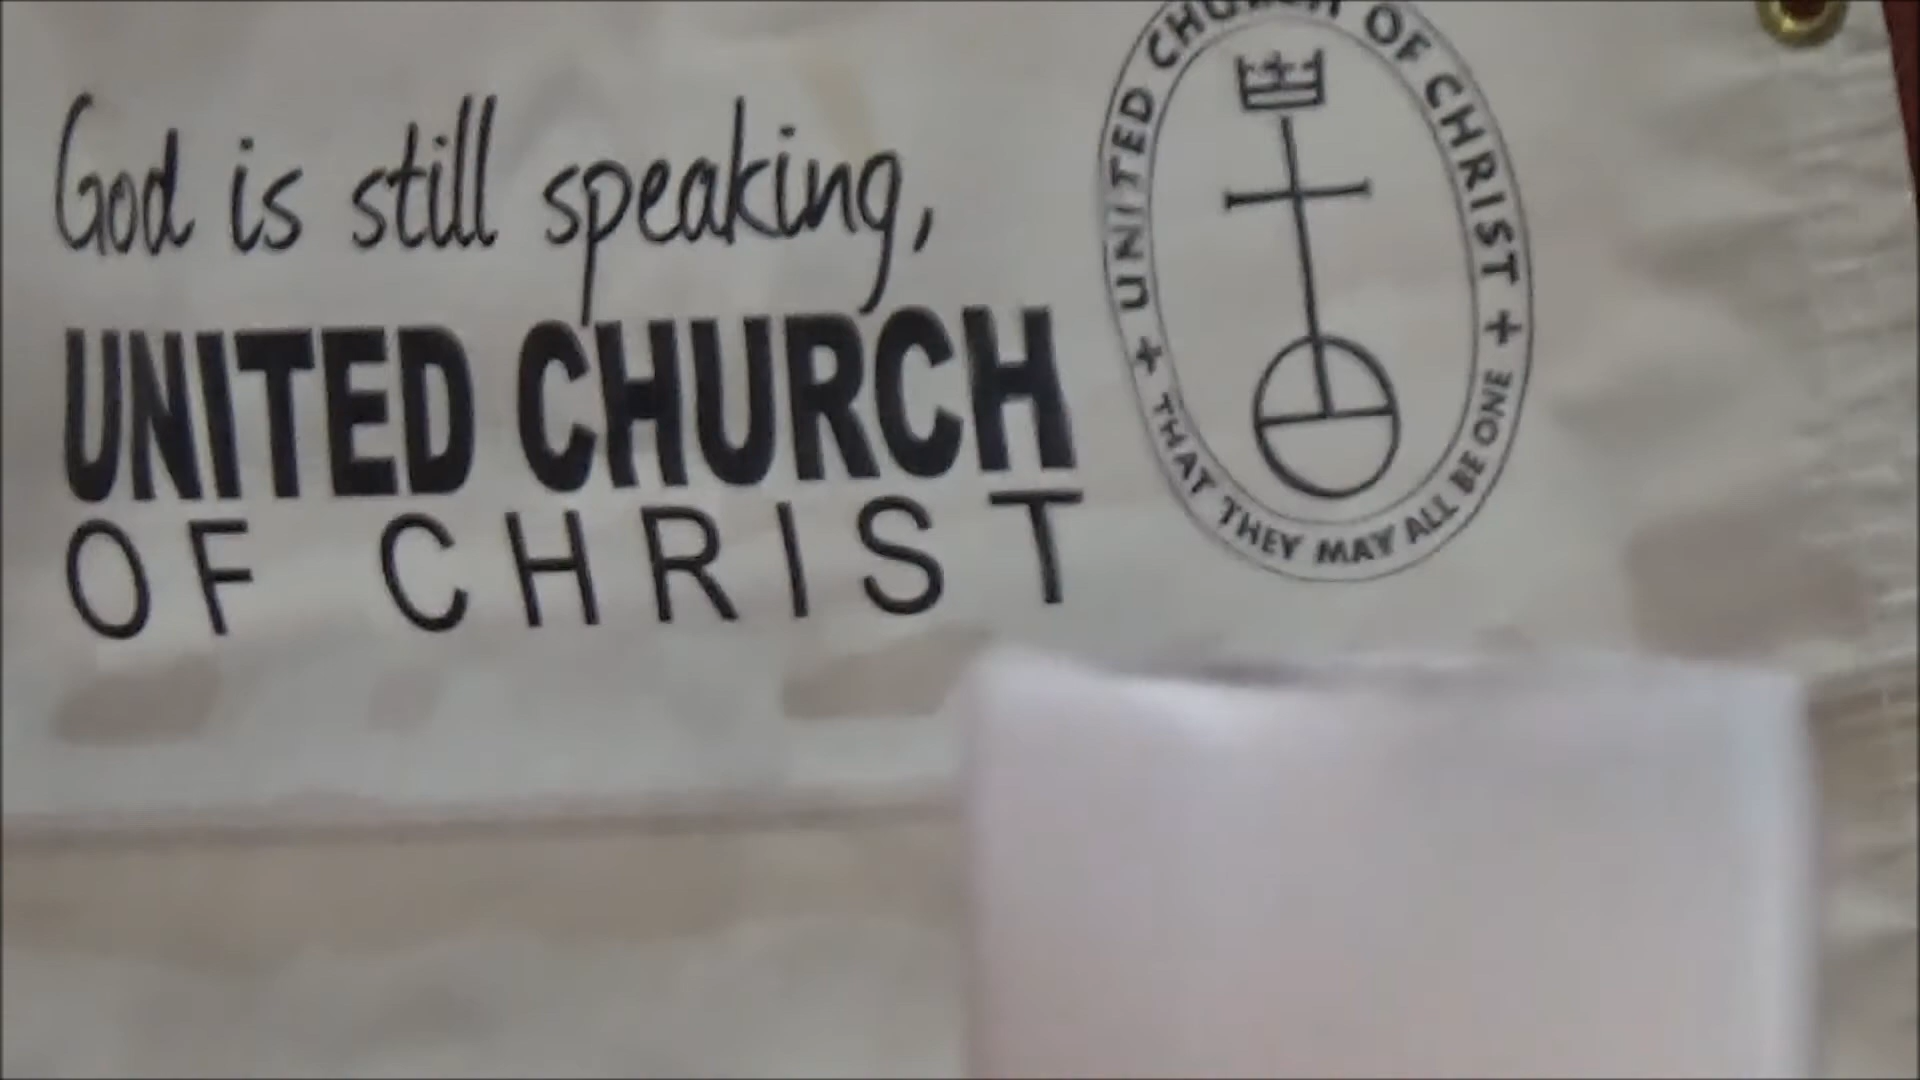 God is still speaking,
UNITED CHURCH
OF CHRIST
UNITED CHURCH OF CHRIST
THAT THEY MAY ALL BE ONE